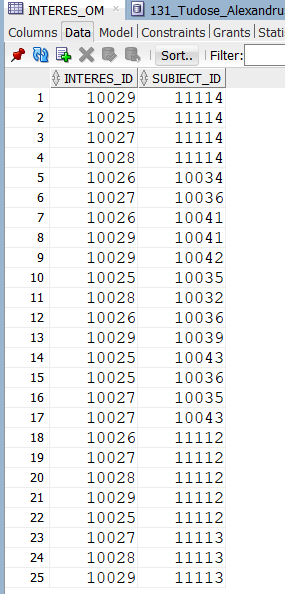 INTERES_OM × 131_Tudose_Alexandru
Columns Data Model Constraints Grants Stati
Sort.. Filter:
INTERES_ID SUBIECT_ID
1 10029 11114
2 10025 11114
3 10027 11114
4 10028 11114
5 10026 10034
6 10027 10036
7 10026 10041
8 10029 10041
9 10029 10042
10 10025 10035
11 10028 10032
12 10026 10036
13 10029 10039
14 10025 10043
15 10025 10036
16 10027 10035
17 10027 10043
18 10026 11112
19 10027 11112
20 10028 11112
21 10029 11112
22 10025 11112
23 10027 11113
24 10028 11113
25 10029 11113